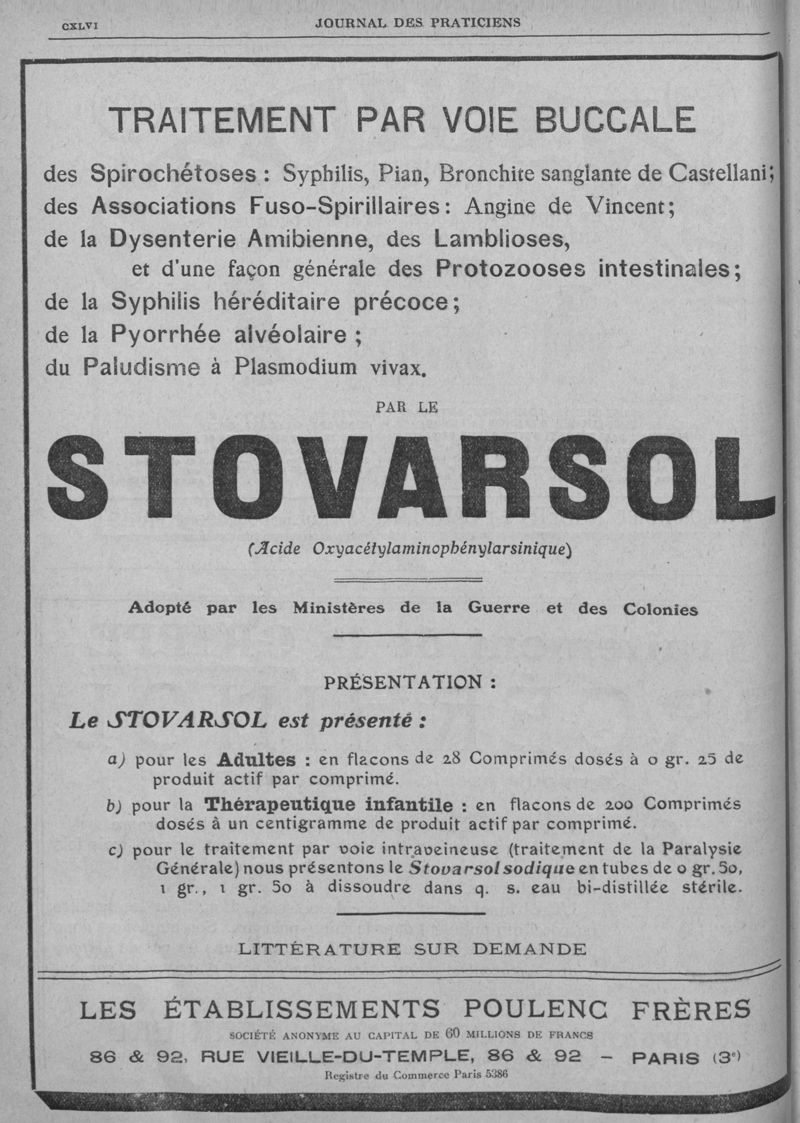 CXLVI
JOURNAL DES PRATICIENS
TRAITEMENT PAR VOIE BUCCALE
des Spirochétoses : Syphilis, Pian, Bronchite sanglante de Castellani;
des Associations Fuso-Spirillaires : Angine de Vincent;
de la Dysenterie Amibienne, des Lamblioses,
et d'une façon générale des Protozooses intestinales;
de la Syphilis héréditaire précoce;
de la Pyorrhée alvéolaire ;
du Paludisme à Plasmodium vivax.
PAR LE
STOVARSOL
(Acide Oxyacétylaminophénylarsinique)
Adopté par les Ministères de la Guerre et des Colonies
PRÉSENTATION :
Le STOVARSOL est présenté :
a) pour les Adultes : en flacons de 28 Comprimés dosés à 0 gr. 25 de
produit actif par comprimé.
b) pour la Thérapeutique infantile : en flacons de 200 Comprimés
dosés à un centigramme de produit actif par comprimé.
c) pour le traitement par voie intraveineuse (traitement de la Paralysie
Générale) nous présentons le Stovarsol sodique en tubes de 0 gr. 50,
1 gr., 1 gr. 50 à dissoudre dans q. s. eau bi-distillée stérile.
LITTÉRATURE SUR DEMANDE
LES ÉTABLISSEMENTS POULENC FRÈRES
SOCIÉTÉ ANONYME AU CAPITAL DE 60 MILLIONS DE FRANCS
86 & 92, RUE VIEILLE-DU-TEMPLE, 86 & 92 — PARIS (3e)
Registre du Commerce Paris 5386